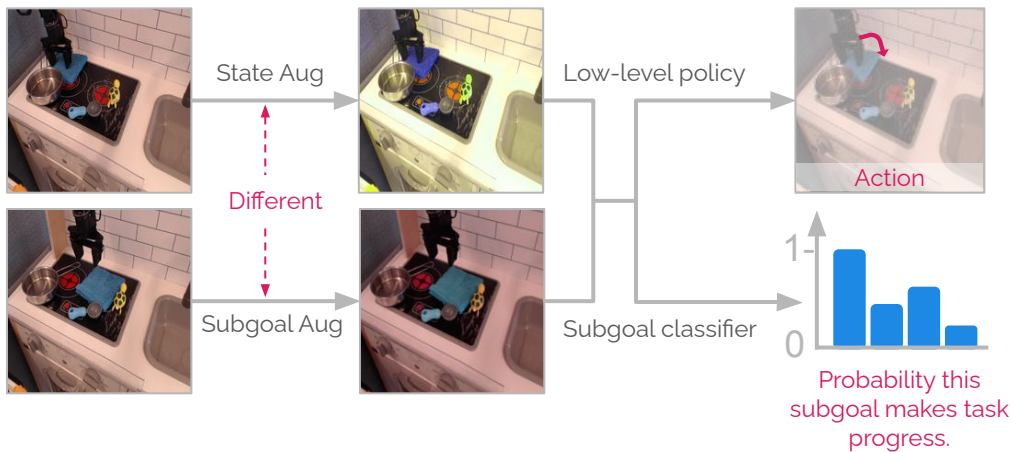 State Aug
Low-level policy
Action
Different
Subgoal Aug
Subgoal classifier
1
0
Probability this
subgoal makes task
progress.